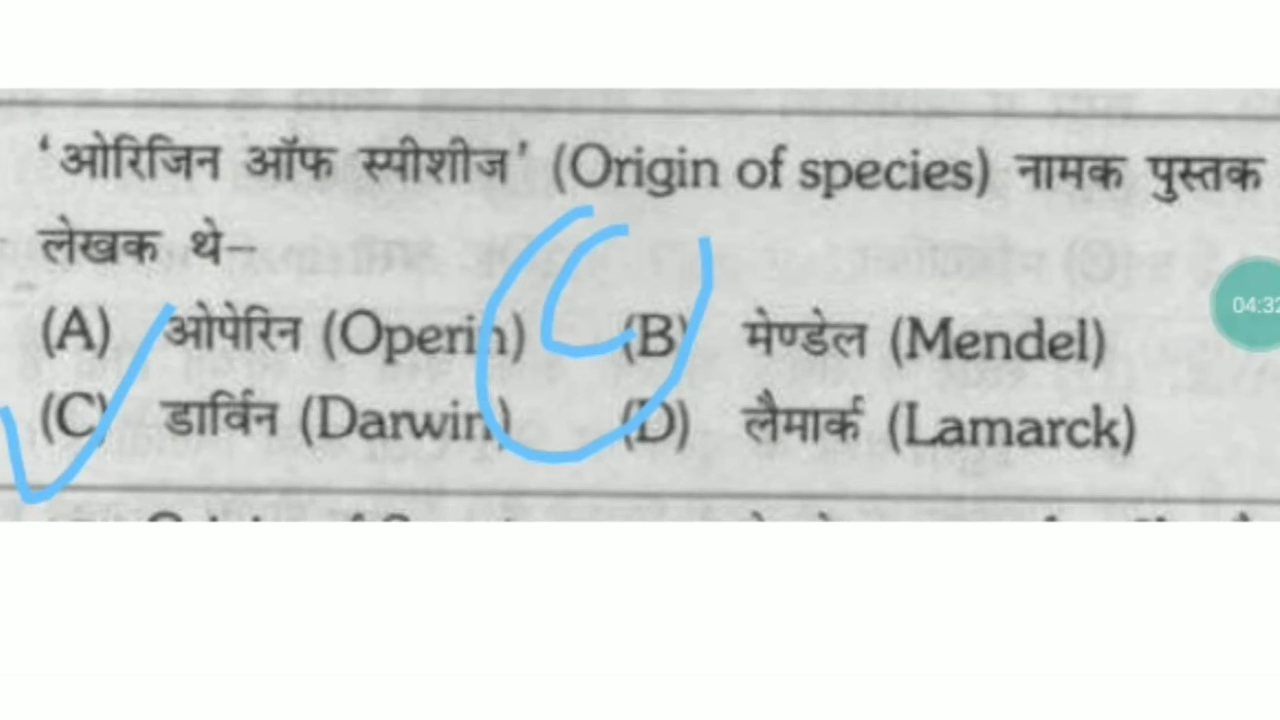 'ओरिजिन ऑफ स्पीशीज' (Origin of species) नामक पुस्तक
लेखक थे–
(A) ओपेरिन (Operin) (B) मेण्डेल (Mendel)
(C) डार्विन (Darwin) (D) लैमार्क (Lamarck)
C
04:32